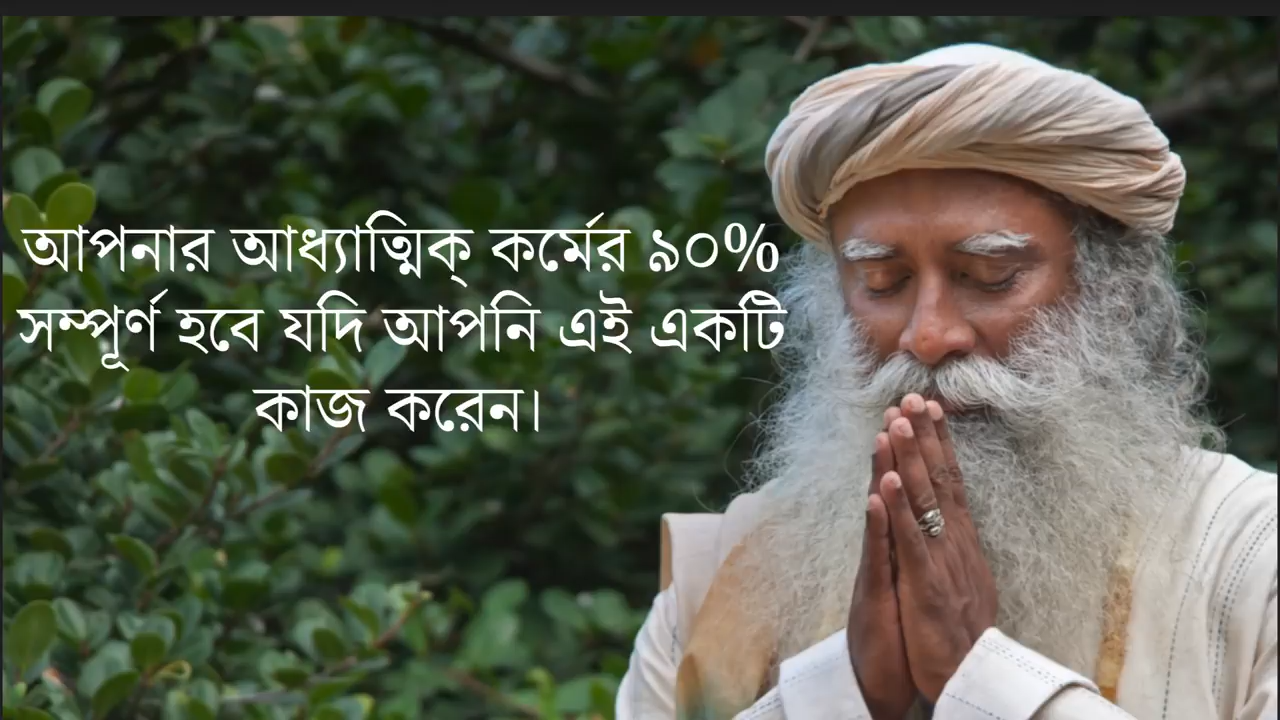 আপনার আধ্যাত্মিক্ কর্মের ৯০%
সম্পূর্ণ হবে যদি আপনি এই একটি
কাজ করেন।